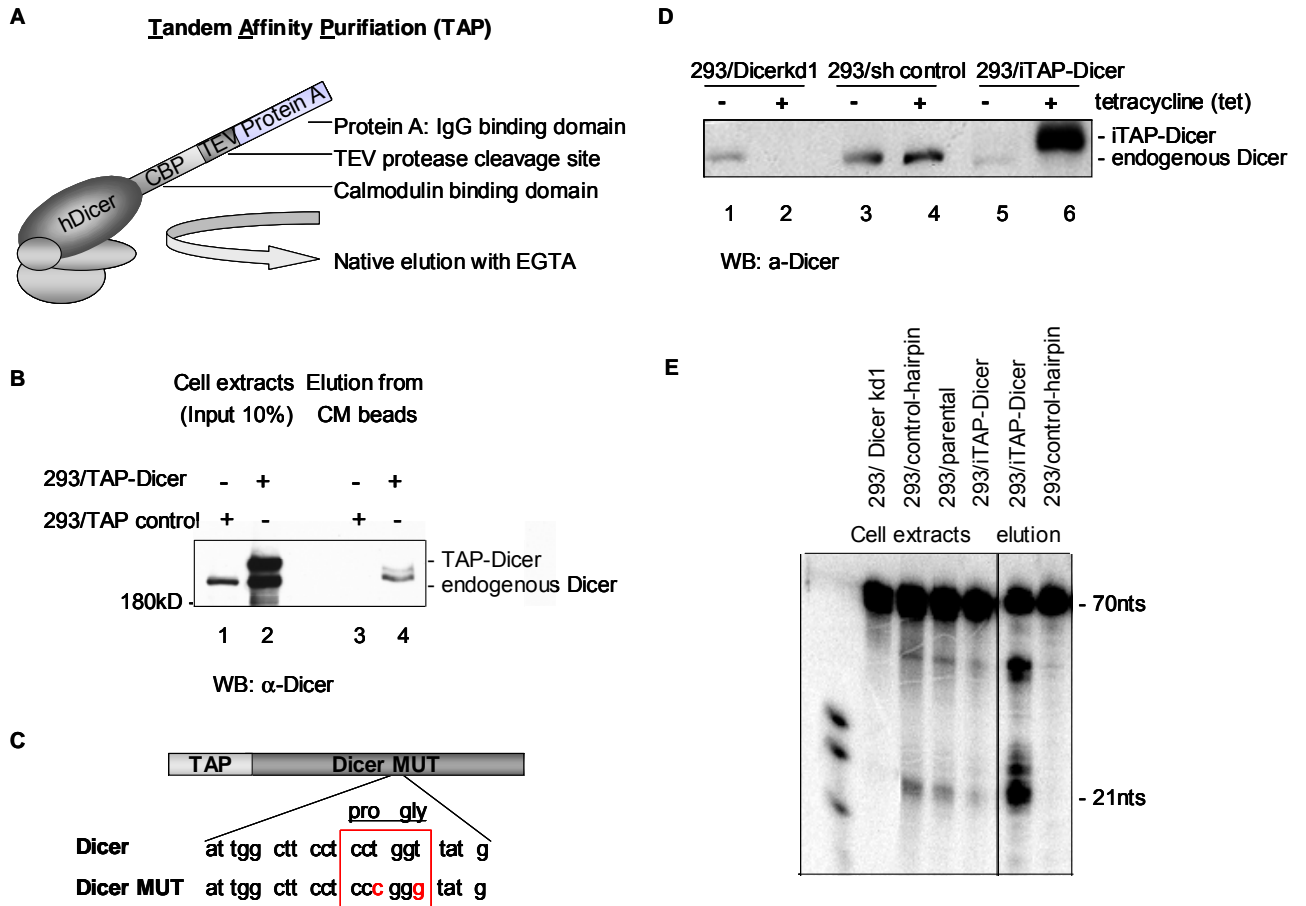 A
Tandem Affinity Purifiation (TAP)
Protein A
TEV
CBP
hDicer
Protein A: IgG binding domain
TEV protease cleavage site
Calmodulin binding domain
Native elution with EGTA
B
Cell extracts Elution from
(Input 10%) CM beads
293/TAP-Dicer - + - +
293/TAP control + - + -
- TAP-Dicer
- endogenous Dicer
180kD -
1 2 3 4
WB: α-Dicer
C
TAP Dicer MUT
pro gly
Dicer at tgg ctt cct cct ggt tat g
Dicer MUT at tgg ctt cct ccc ggg tat g
D
293/Dicerkd1 293/sh control 293/iTAP-Dicer
- + - + - + tetracycline (tet)
- iTAP-Dicer
- endogenous Dicer
1 2 3 4 5 6
WB: a-Dicer
E
293/ Dicer kd1
293/control-hairpin
293/parental
293/iTAP-Dicer
293/iTAP-Dicer
293/control-hairpin
Cell extracts elution
- 70nts
- 21nts